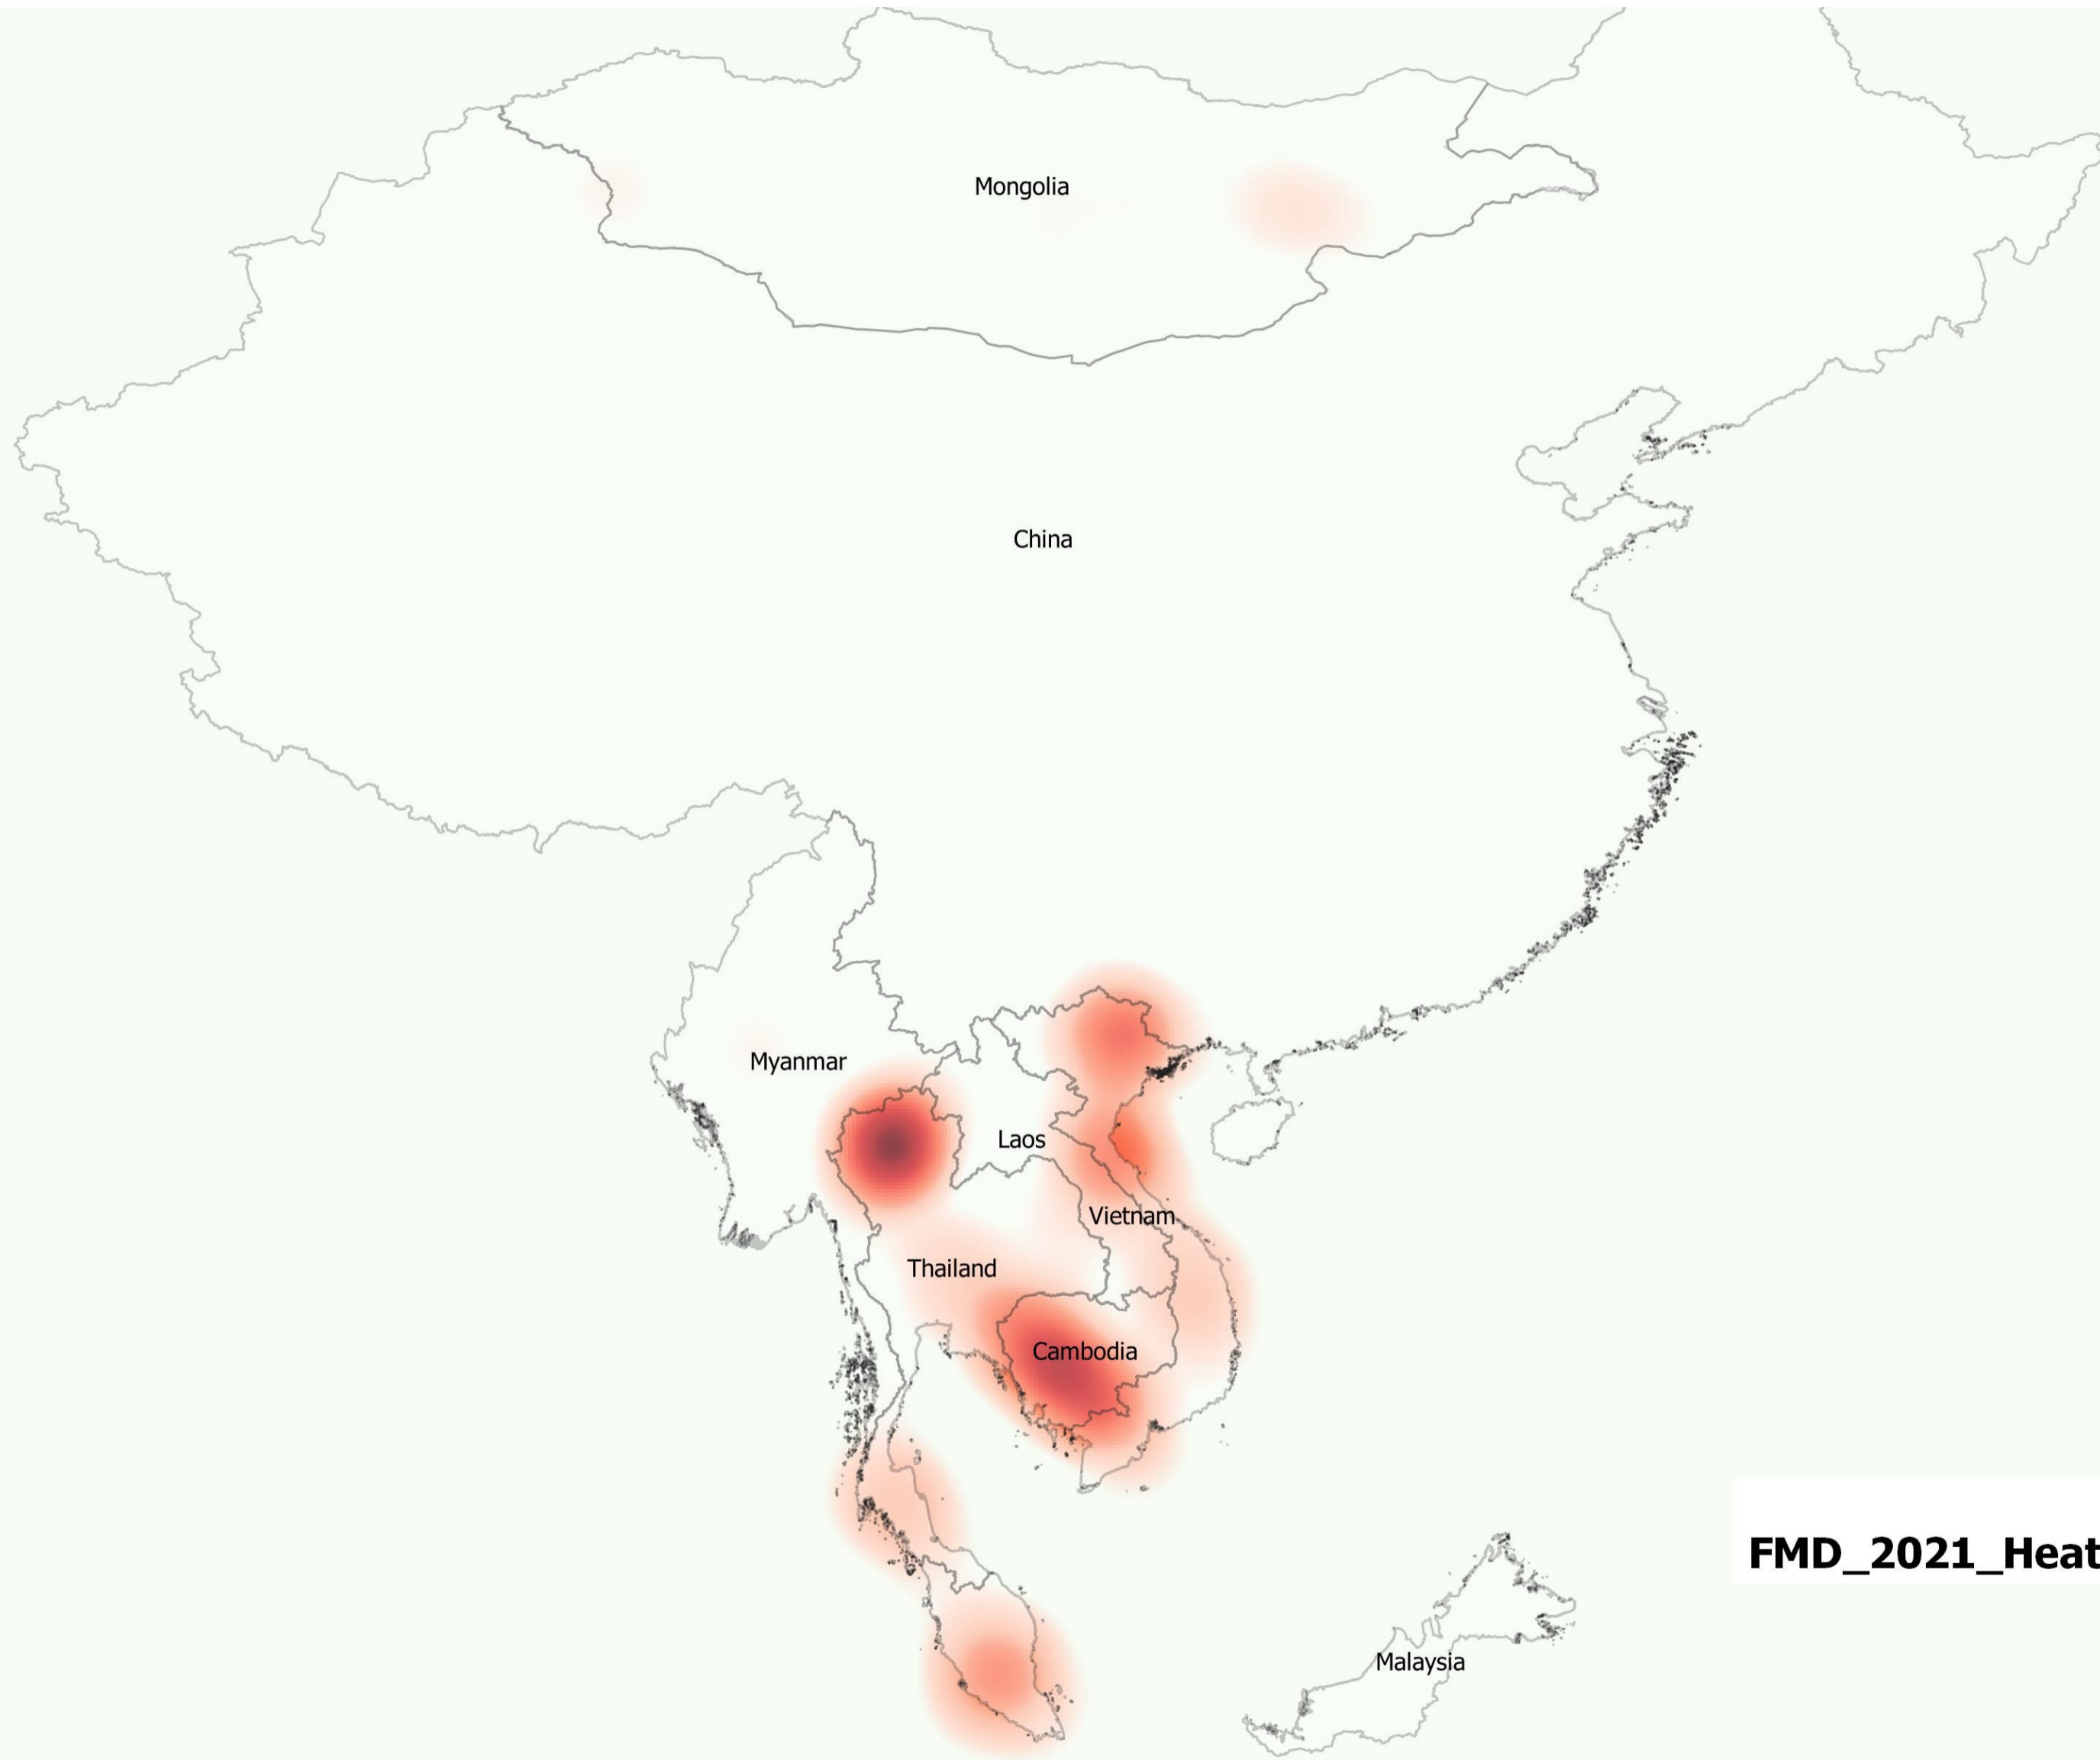 Mongolia
China
Myanmar
Laos
Vietnam
Thailand
Cambodia
FMD_2021_Heat
Malaysia